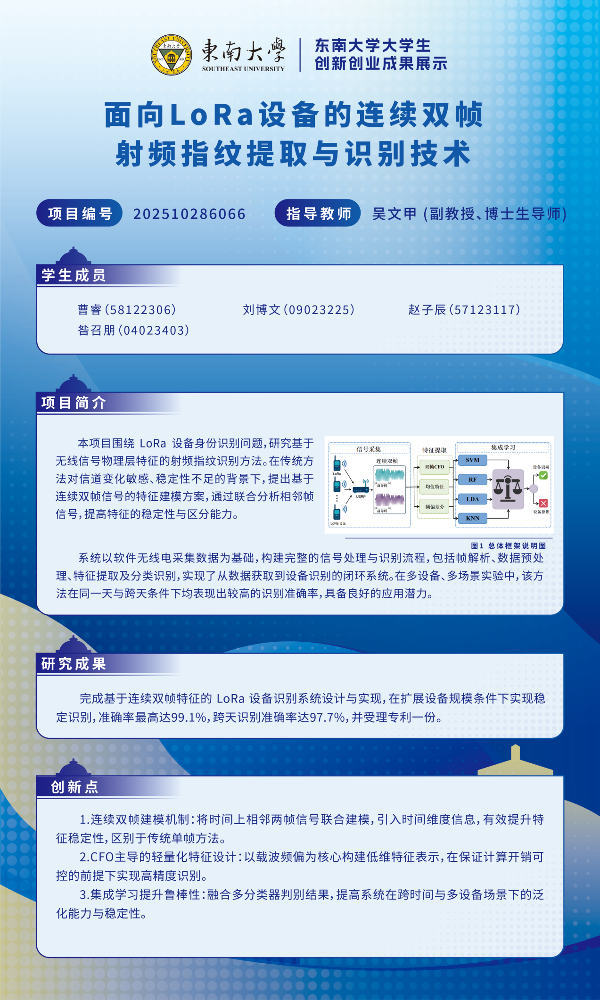 SOUTHEAST UNIVERSITY
東南大學
1902 南京
東南大學
SOUTHEAST UNIVERSITY
东南大学大学生
创新创业成果展示
面向LoRa设备的连续双帧
射频指纹提取与识别技术
项目编号 202510286066 指导教师 吴文甲 (副教授、博士生导师)
学生成员
曹睿（58122306） 刘博文（09023225） 赵子辰（57123117）
昝召朋（04023403）
项目简介
本项目围绕 LoRa 设备身份识别问题，研究基于
无线信号物理层特征的射频指纹识别方法。在传统方
法对信道变化敏感、稳定性不足的背景下，提出基于
连续双帧信号的特征建模方案，通过联合分析相邻帧
信号，提高特征的稳定性与区分能力。
信号采集
连续双帧
LoRa
前导码
USRP
前导码
LoRa 设备
特征提取
双帧CFO
均值特征
频偏差分
集成学习
SVM
RF
LDA
KNN
设备识别
设备拒识
图1 总体框架说明图
系统以软件无线电采集数据为基础，构建完整的信号处理与识别流程，包括帧解析、数据预处
理、特征提取及分类识别，实现了从数据获取到设备识别的闭环系统。在多设备、多场景实验中，该方
法在同一天与跨天条件下均表现出较高的识别准确率，具备良好的应用潜力。
研究成果
完成基于连续双帧特征的 LoRa 设备识别系统设计与实现，在扩展设备规模条件下实现稳
定识别，准确率最高达99.1%，跨天识别准确率达97.7%，并受理专利一份。
创新点
1.连续双帧建模机制：将时间上相邻两帧信号联合建模，引入时间维度信息，有效提升特
征稳定性，区别于传统单帧方法。
2.CFO主导的轻量化特征设计：以载波频偏为核心构建低维特征表示，在保证计算开销可
控的前提下实现高精度识别。
3.集成学习提升鲁棒性：融合多分类器判别结果，提高系统在跨时间与多设备场景下的泛
化能力与稳定性。